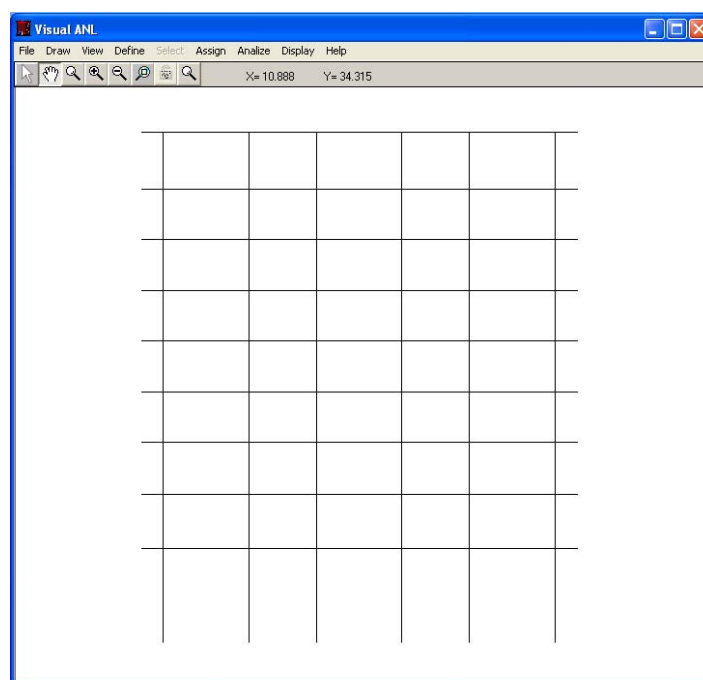 Visual ANL
File Draw View Define Select Assign Analize Display Help
X= 10.888 Y= 34.315